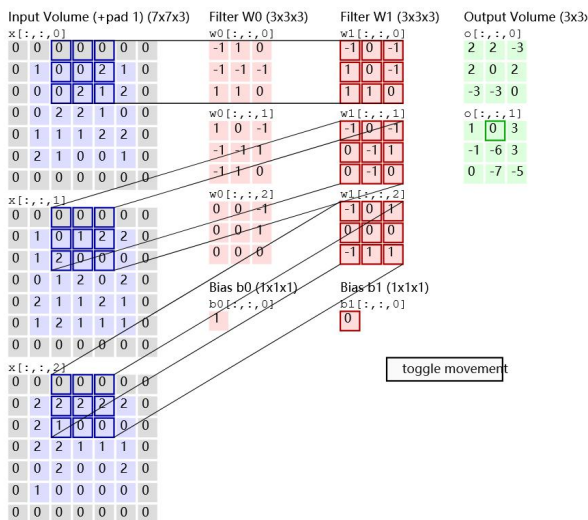 Input Volume (+pad 1) (7x7x3)
x[:,:,0]
0 0 0 0 0 0 0
0 1 0 0 2 1 0
0 0 0 2 1 2 0
0 0 2 2 1 0 0
0 1 1 1 2 2 0
0 2 1 0 0 1 0
0 0 0 0 0 0 0
x[:,:,1]
0 0 0 0 0 0 0
0 1 0 1 2 2 0
0 1 2 0 0 0 0
0 0 1 2 0 2 0
0 2 1 1 2 1 0
0 1 2 1 1 1 0
0 0 0 0 0 0 0
x[:,:,2]
0 0 0 0 0 0 0
0 2 2 2 2 2 0
0 2 1 0 0 0 0
0 2 2 1 1 1 0
0 0 2 0 0 2 0
0 1 0 0 0 0 0
0 0 0 0 0 0 0
Filter W0 (3x3x3)
w0[:,:,0]
-1 1 0
-1 -1 -1
1 1 0
w0[:,:,1]
1 0 -1
-1 -1 1
-1 1 0
w0[:,:,2]
0 0 -1
0 0 1
0 0 0
Bias b0 (1x1x1)
b0[:,:,0]
1
Filter W1 (3x3x3)
w1[:,:,0]
-1 0 -1
1 0 -1
1 1 0
w1[:,:,1]
-1 0 -1
0 -1 1
0 -1 0
w1[:,:,2]
-1 0 1
0 0 0
-1 1 1
Bias b1 (1x1x1)
b1[:,:,0]
0
Output Volume (3x3x
o[:,:,0]
2 2 -3
2 0 2
-3 -3 0
o[:,:,1]
1 0 3
-1 -6 3
0 -7 -5
toggle movement